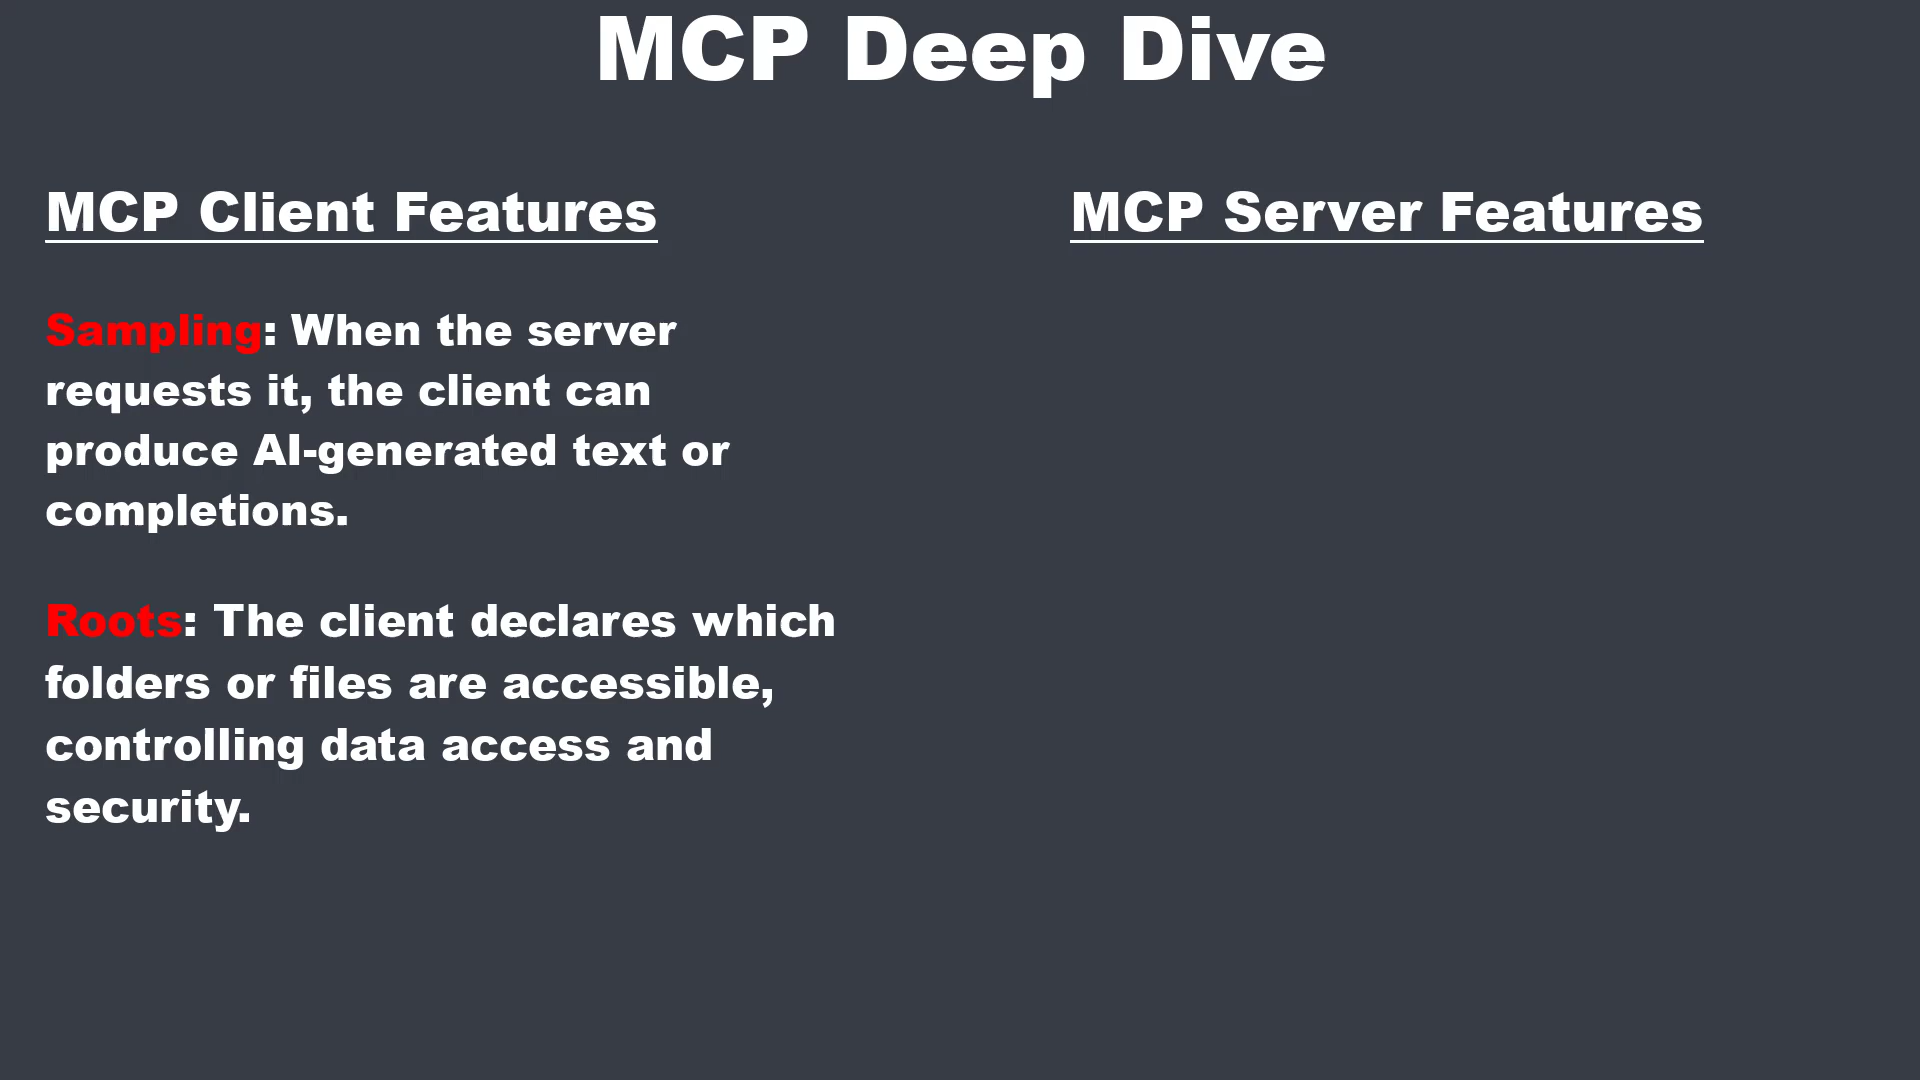 MCP Deep Dive
MCP Client Features
Sampling: When the server
requests it, the client can
produce AI-generated text or
completions.
Roots: The client declares which
folders or files are accessible,
controlling data access and
security.
MCP Server Features